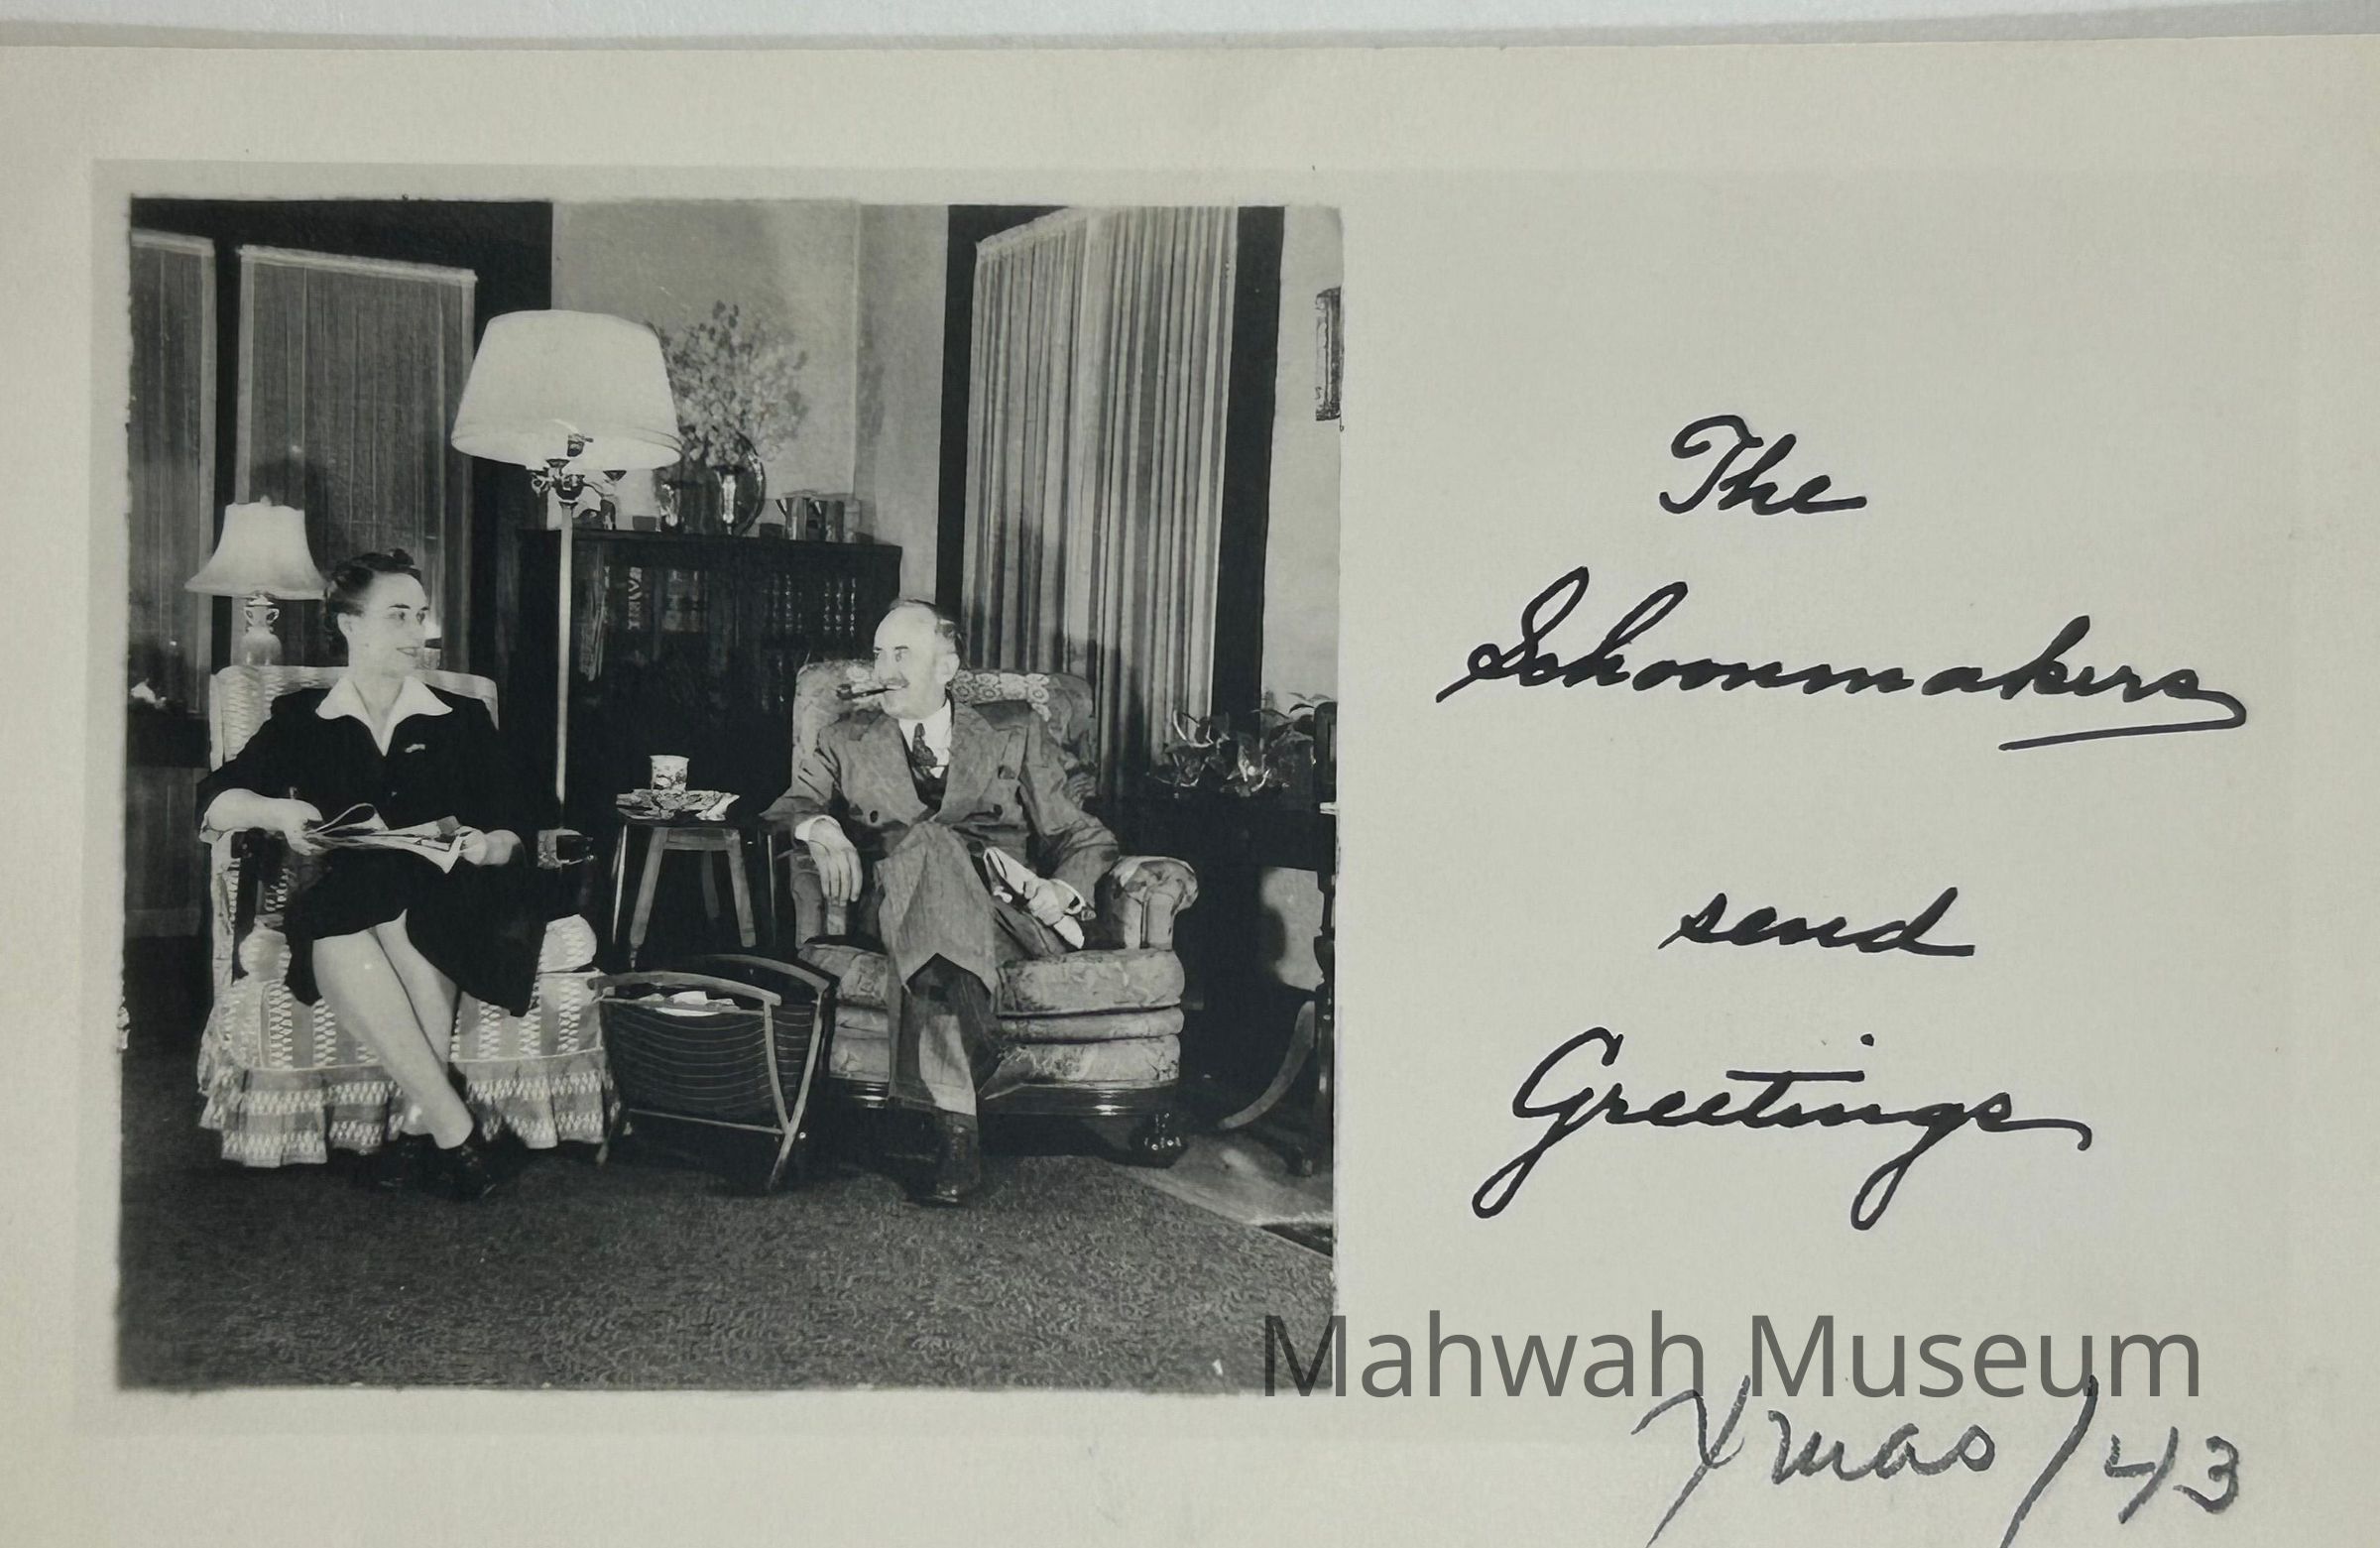 The
Schoonmakers
send
Greetings
Mahwah Museum
Xmas/43